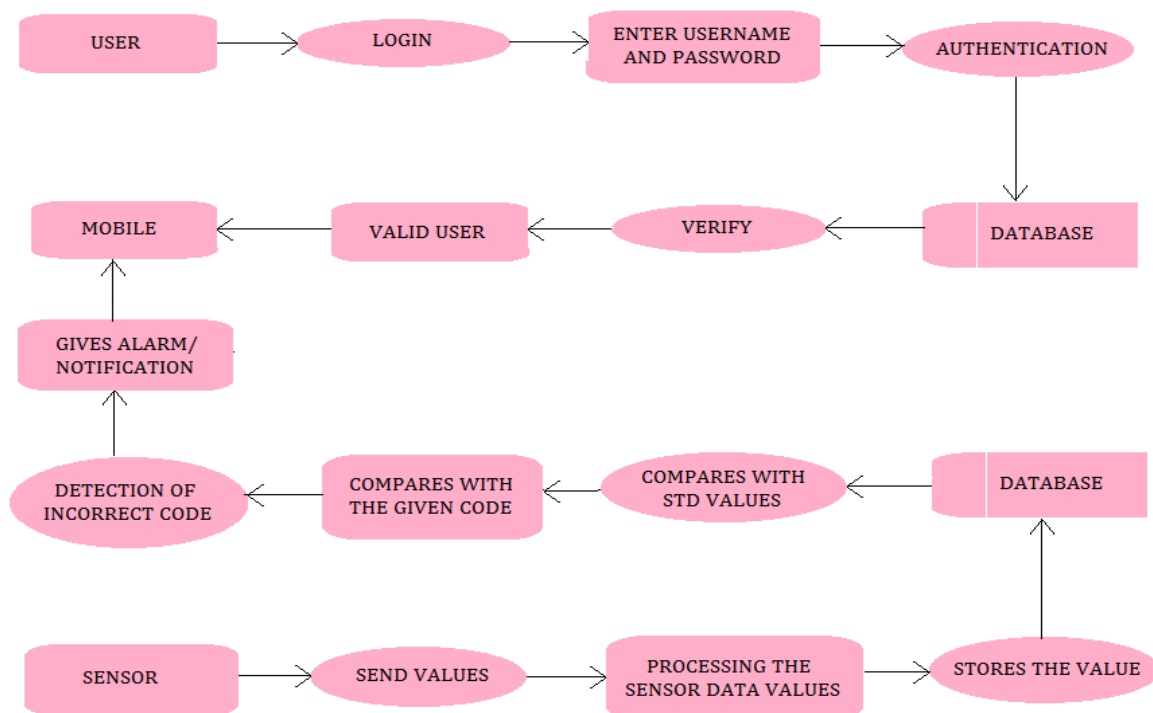 USER
LOGIN
ENTER USERNAME
AND PASSWORD
AUTHENTICATION
MOBILE
VALID USER
VERIFY
DATABASE
GIVES ALARM/
NOTIFICATION
DETECTION OF
INCORRECT CODE
COMPARES WITH
THE GIVEN CODE
COMPARES WITH
STD VALUES
DATABASE
SENSOR
SEND VALUES
PROCESSING THE
SENSOR DATA VALUES
STORES THE VALUE